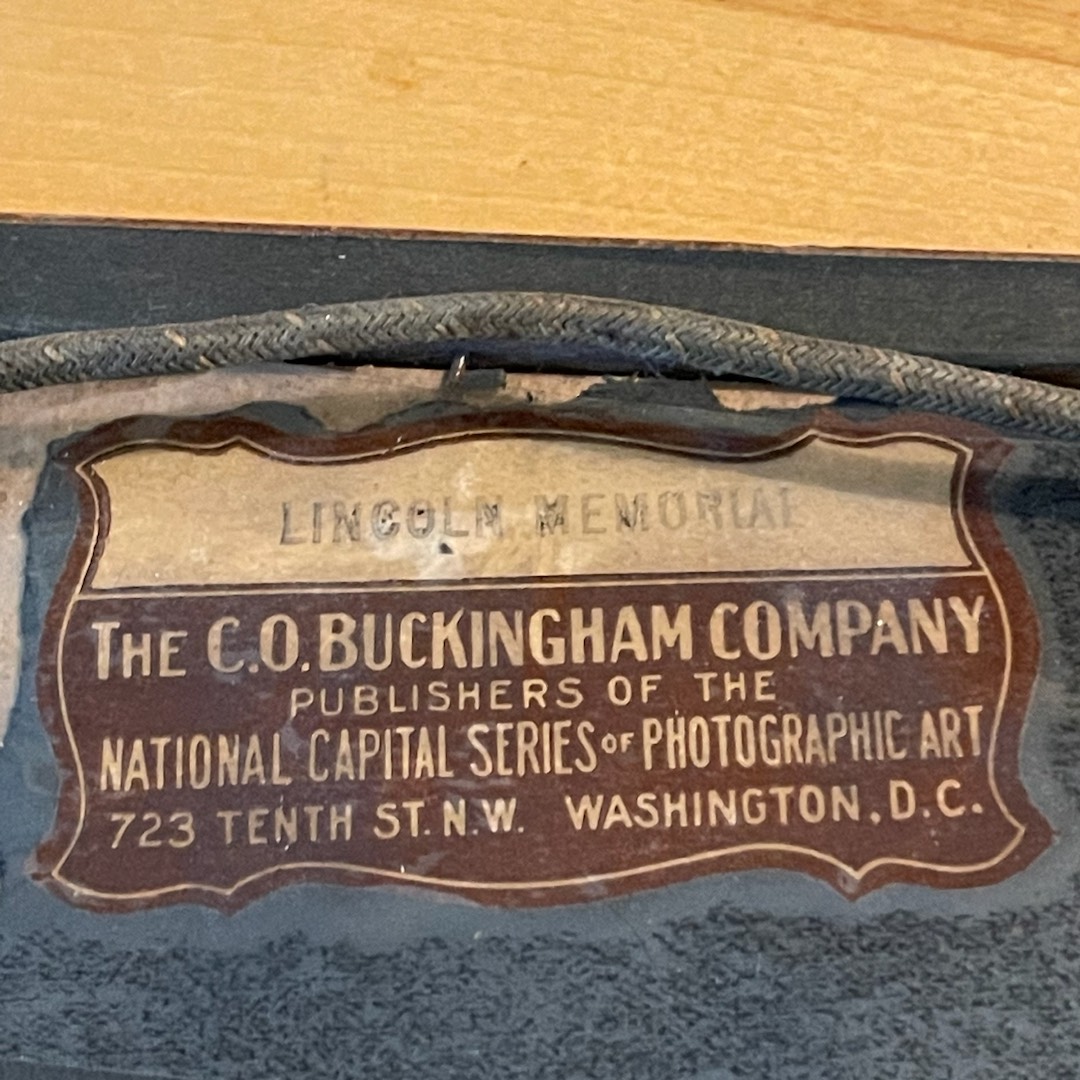 LINCOLN MEMORIAL
THE C.O. BUCKINGHAM COMPANY
PUBLISHERS OF THE
NATIONAL CAPITAL SERIES OF PHOTOGRAPHIC ART
723 TENTH ST. N.W. WASHINGTON, D.C.